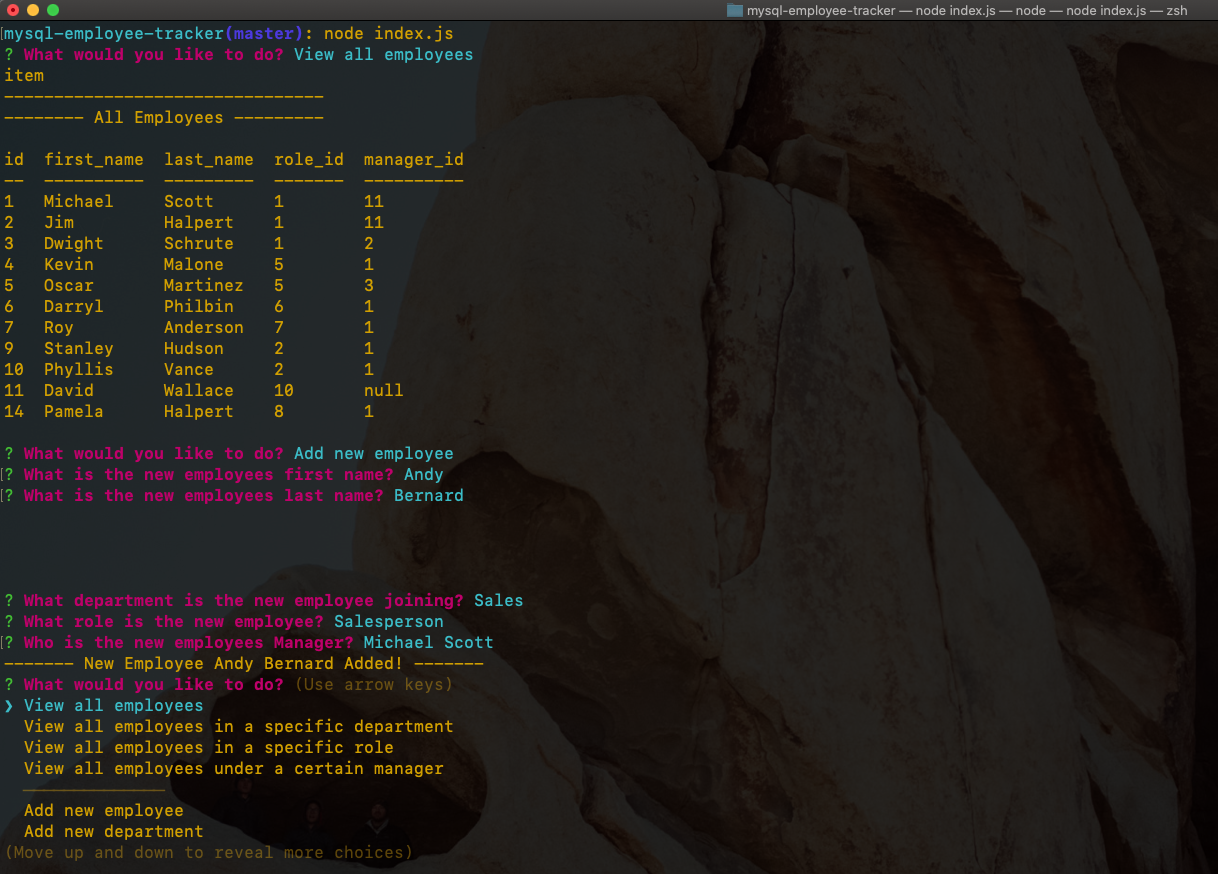 mysql-employee-tracker — node index.js — node — node index.js — zsh
[mysql-employee-tracker(master): node index.js
? What would you like to do? View all employees
item
--------------------------------
-------- All Employees ---------
id  first_name  last_name  role_id  manager_id
--  ----------  ---------  -------  ----------
1   Michael     Scott      1        11
2   Jim         Halpert    1        11
3   Dwight      Schrute    1        2
4   Kevin       Malone     5        1
5   Oscar       Martinez   5        3
6   Darryl      Philbin    6        1
7   Roy         Anderson   7        1
9   Stanley     Hudson     2        1
10  Phyllis     Vance      2        1
11  David       Wallace    10       null
14  Pamela      Halpert    8        1
? What would you like to do? Add new employee
[? What is the new employees first name? Andy
[? What is the new employees last name? Bernard
? What department is the new employee joining? Sales
? What role is the new employee? Salesperson
[? Who is the new employees Manager? Michael Scott
------- New Employee Andy Bernard Added! -------
? What would you like to do? (Use arrow keys)
❯ View all employees
  View all employees in a specific department
  View all employees in a specific role
  View all employees under a certain manager
  ──────────────
  Add new employee
  Add new department
(Move up and down to reveal more choices)